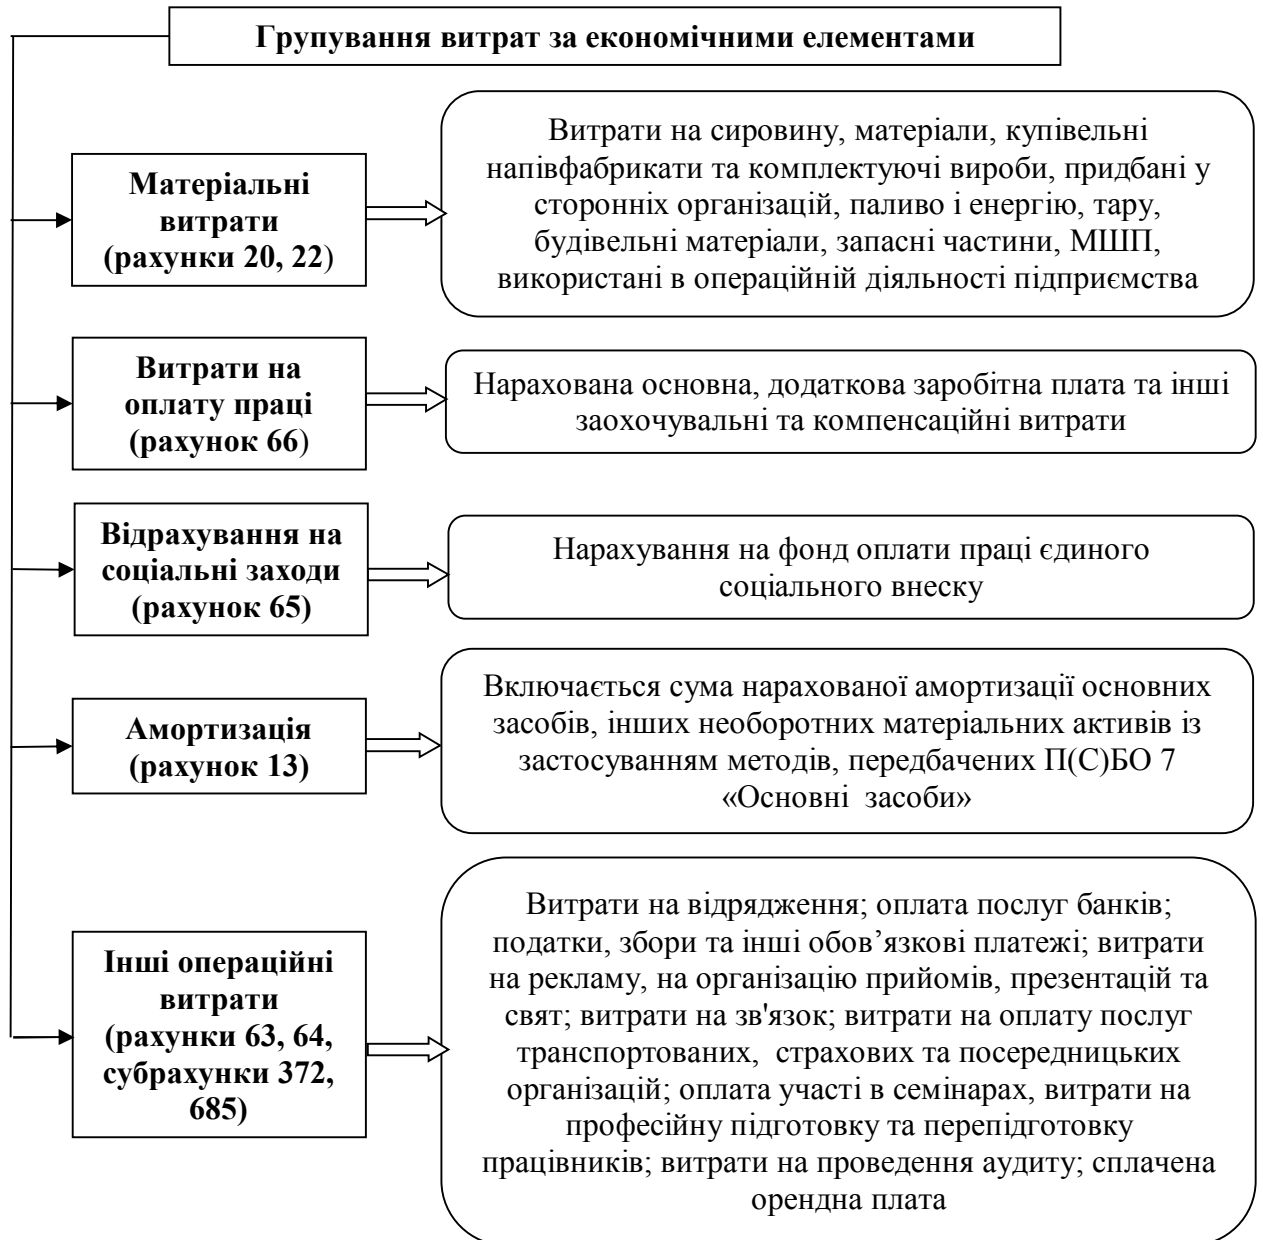 Групування витрат за економічними елементами
Матеріальні
витрати
(рахунки 20, 22)
Витрати на сировину, матеріали, купівельні
напівфабрикати та комплектуючі вироби, придбані у
сторонніх організацій, паливо і енергію, тару,
будівельні матеріали, запасні частини, МШП,
використані в операційній діяльності підприємства
Витрати на
оплату праці
(рахунок 66)
Нарахована основна, додаткова заробітна плата та інші
заохочувальні та компенсаційні витрати
Відрахування на
соціальні заходи
(рахунок 65)
Нарахування на фонд оплати праці єдиного
соціального внеску
Амортизація
(рахунок 13)
Включається сума нарахованої амортизації основних
засобів, інших необоротних матеріальних активів із
застосуванням методів, передбачених П(С)БО 7
«Основні засоби»
Інші операційні
витрати
(рахунки 63, 64,
субрахунки 372,
685)
Витрати на відрядження; оплата послуг банків;
податки, збори та інші обов’язкові платежі; витрати
на рекламу, на організацію прийомів, презентацій та
свят; витрати на зв'язок; витрати на оплату послуг
транспортованих, страхових та посередницьких
організацій; оплата участі в семінарах, витрати на
професійну підготовку та перепідготовку
працівників; витрати на проведення аудиту; сплачена
орендна плата